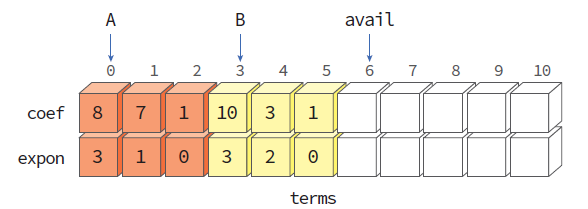 A B avail
0 1 2 3 4 5 6 7 8 9 10
coef 8 7 1 10 3 1
expon 3 1 0 3 2 0
terms